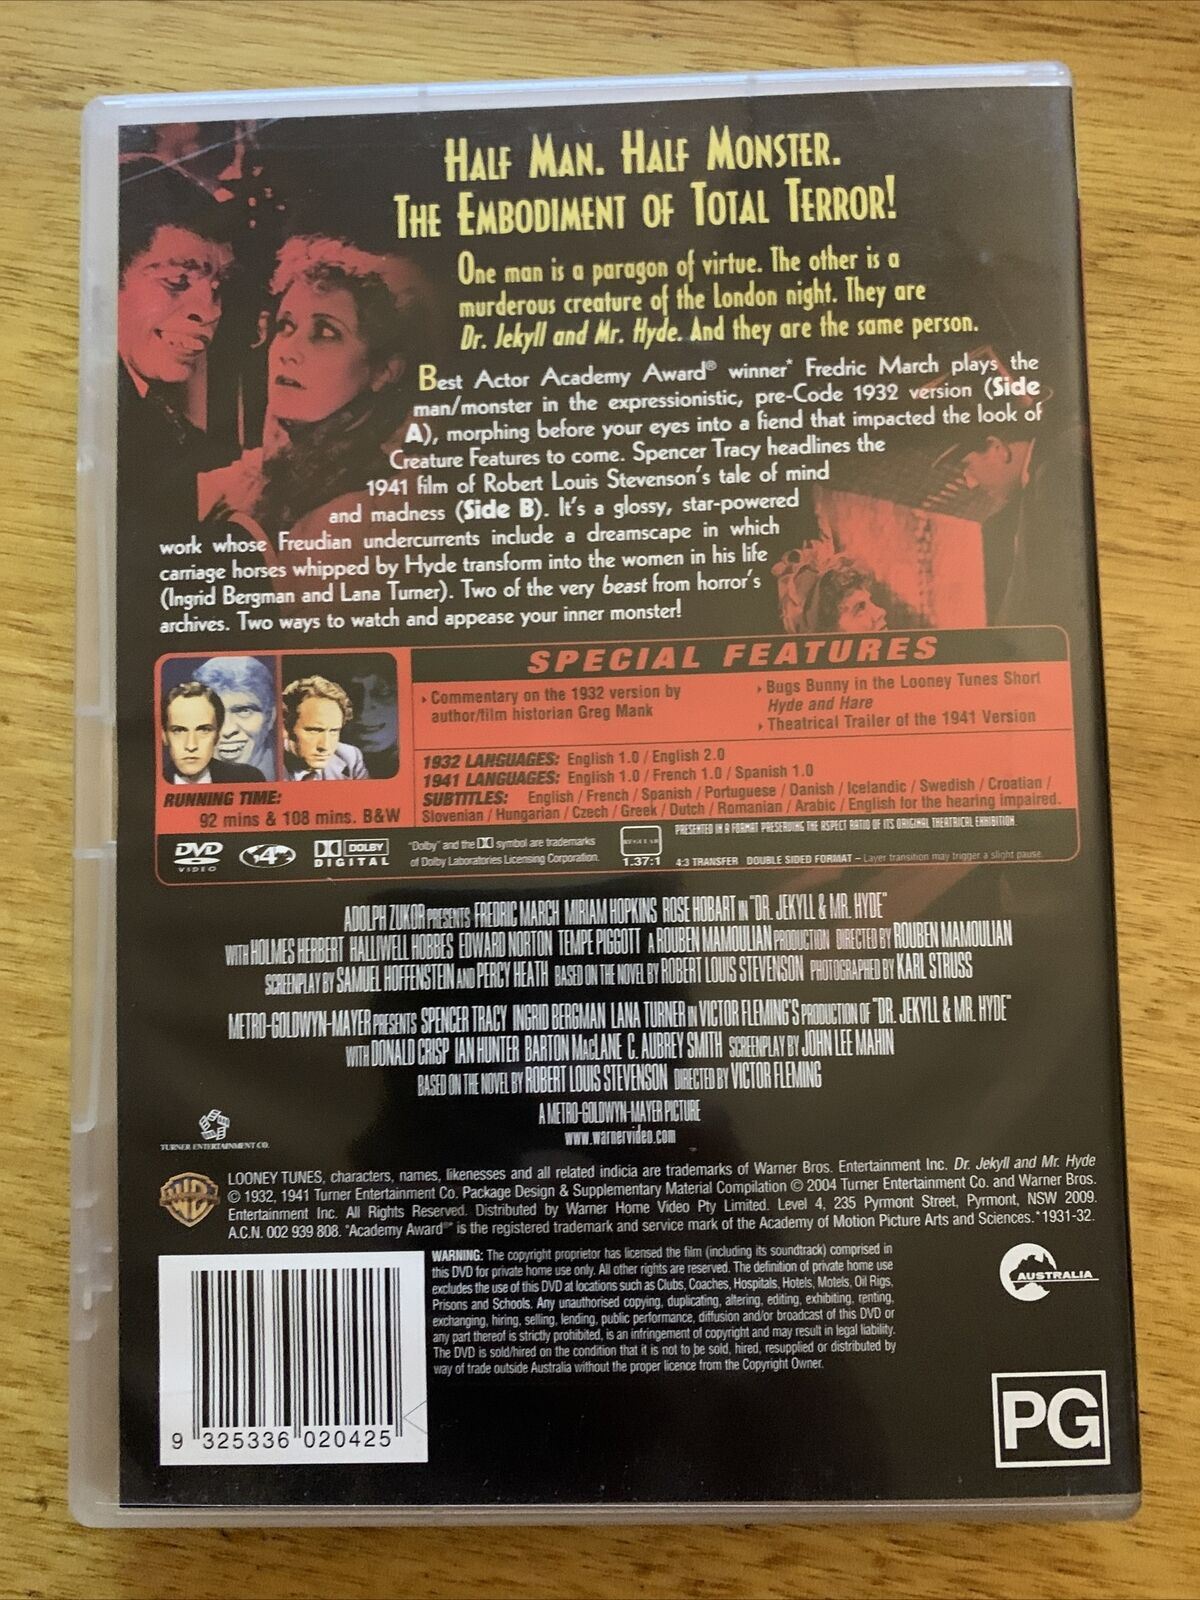 HALF MAN. HALF MONSTER.
THE EMBODIMENT OF TOTAL TERROR!
One man is a paragon of virtue. The other is a
murderous creature of the London night. They are
Dr. Jekyll and Mr. Hyde. And they are the same person.
Best Actor Academy Award® winner* Fredric March plays the
man/monster in the expressionistic, pre-Code 1932 version (Side
A), morphing before your eyes into a fiend that impacted the look of
Creature Features to come. Spencer Tracy headlines the
1941 film of Robert Louis Stevenson's tale of mind
and madness (Side B). It's a glossy, star-powered
work whose Freudian undercurrents include a dreamscape in which
carriage horses whipped by Hyde transform into the women in his life
(Ingrid Bergman and Lana Turner). Two of the very beast from horror's
archives. Two ways to watch and appease your inner monster!
SPECIAL FEATURES
Commentary on the 1932 version by
author/film historian Greg Mank
Bugs Bunny in the Looney Tunes Short
Hyde and Hare
Theatrical Trailer of the 1941 Version
1932 LANGUAGES: English 1.0 / English 2.0
1941 LANGUAGES: English 1.0 / French 1.0 / Spanish 1.0
SUBTITLES: English / French / Spanish / Portuguese / Danish / Icelandic / Swedish / Croatian /
Slovenian / Hungarian / Czech / Greek / Dutch / Romanian / Arabic / English for the hearing impaired.
RUNNING TIME:
92 mins & 108 mins. B&W
DVD VIDEO
4
DOLBY DIGITAL
"Dolby" and the DD symbol are trademarks
of Dolby Laboratories Licensing Corporation.
REGULAR
1.37:1
PRESENTED IN A FORMAT PRESERVING THE ASPECT RATIO OF ITS ORIGINAL THEATRICAL EXHIBITION.
4:3 TRANSFER DOUBLE SIDED FORMAT – Layer transition may trigger a slight pause.
ADOLPH ZUKOR PRESENTS FREDRIC MARCH MIRIAM HOPKINS ROSE HOBART IN "DR. JEKYLL & MR. HYDE"
WITH HOLMES HERBERT HALLIWELL HOBBES EDWARD NORTON TEMPE PIGGOTT A ROUBEN MAMOULIAN PRODUCTION DIRECTED BY ROUBEN MAMOULIAN
SCREENPLAY BY SAMUEL HOFFENSTEIN AND PERCY HEATH BASED ON THE NOVEL BY ROBERT LOUIS STEVENSON PHOTOGRAPHED BY KARL STRUSS
METRO-GOLDWYN-MAYER PRESENTS SPENCER TRACY INGRID BERGMAN LANA TURNER IN VICTOR FLEMING'S PRODUCTION OF "DR. JEKYLL & MR. HYDE"
WITH DONALD CRISP IAN HUNTER BARTON MacLANE C. AUBREY SMITH SCREENPLAY BY JOHN LEE MAHIN
BASED ON THE NOVEL BY ROBERT LOUIS STEVENSON DIRECTED BY VICTOR FLEMING
A METRO-GOLDWYN-MAYER PICTURE
www.warnervideo.com
TURNER ENTERTAINMENT CO.
WB
LOONEY TUNES, characters, names, likenesses and all related indicia are trademarks of Warner Bros. Entertainment Inc. Dr. Jekyll and Mr. Hyde
© 1932, 1941 Turner Entertainment Co. Package Design & Supplementary Material Compilation © 2004 Turner Entertainment Co. and Warner Bros.
Entertainment Inc. All Rights Reserved. Distributed by Warner Home Video Pty Limited. Level 4, 235 Pyrmont Street, Pyrmont, NSW 2009.
A.C.N. 002 939 808. "Academy Award®" is the registered trademark and service mark of the Academy of Motion Picture Arts and Sciences. *1931-32.
WARNING: The copyright proprietor has licensed the film (including its soundtrack) comprised in
this DVD for private home use only. All other rights are reserved. The definition of private home use
excludes the use of this DVD at locations such as Clubs, Coaches, Hospitals, Hotels, Motels, Oil Rigs,
Prisons and Schools. Any unauthorised copying, duplicating, altering, editing, exhibiting, renting,
exchanging, hiring, selling, lending, public performance, diffusion and/or broadcast of this DVD or
any part thereof is strictly prohibited, is an infringement of copyright and may result in legal liability.
The DVD is sold/hired on the condition that it is not to be sold, hired, resupplied or distributed by
way of trade outside Australia without the proper licence from the Copyright Owner.
AUSTRALIA
9 325336 020425
PG